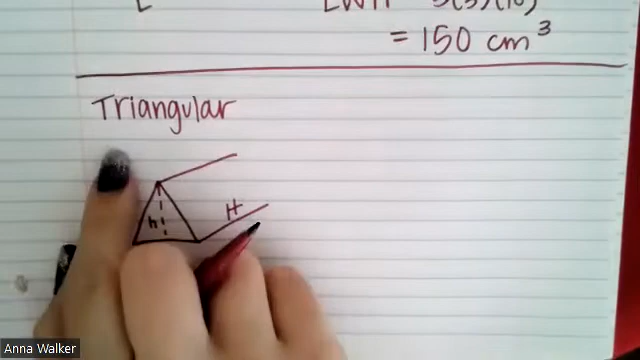 = 150 cm³
Triangular
h
H
Anna Walker